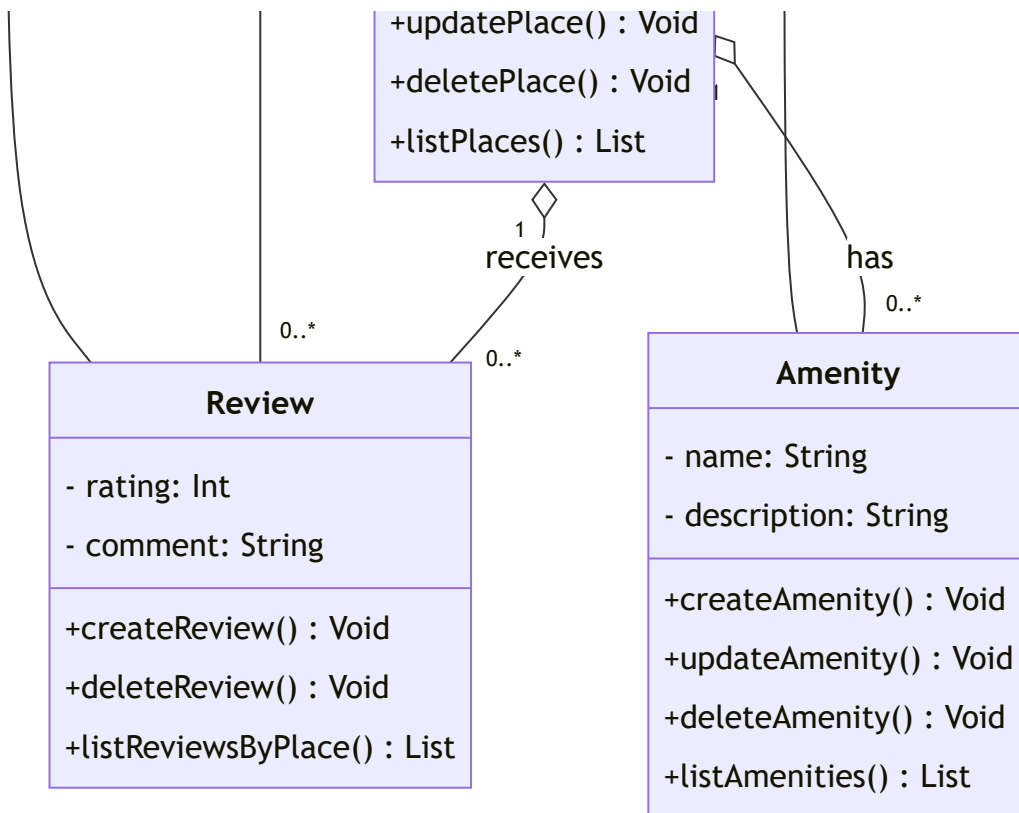 +updatePlace() : Void
+deletePlace() : Void
+listPlaces() : List
1
1
receives
has
0..*
0..*
0..*
Review
- rating: Int
- comment: String
+createReview() : Void
+deleteReview() : Void
+listReviewsByPlace() : List
Amenity
- name: String
- description: String
+createAmenity() : Void
+updateAmenity() : Void
+deleteAmenity() : Void
+listAmenities() : List